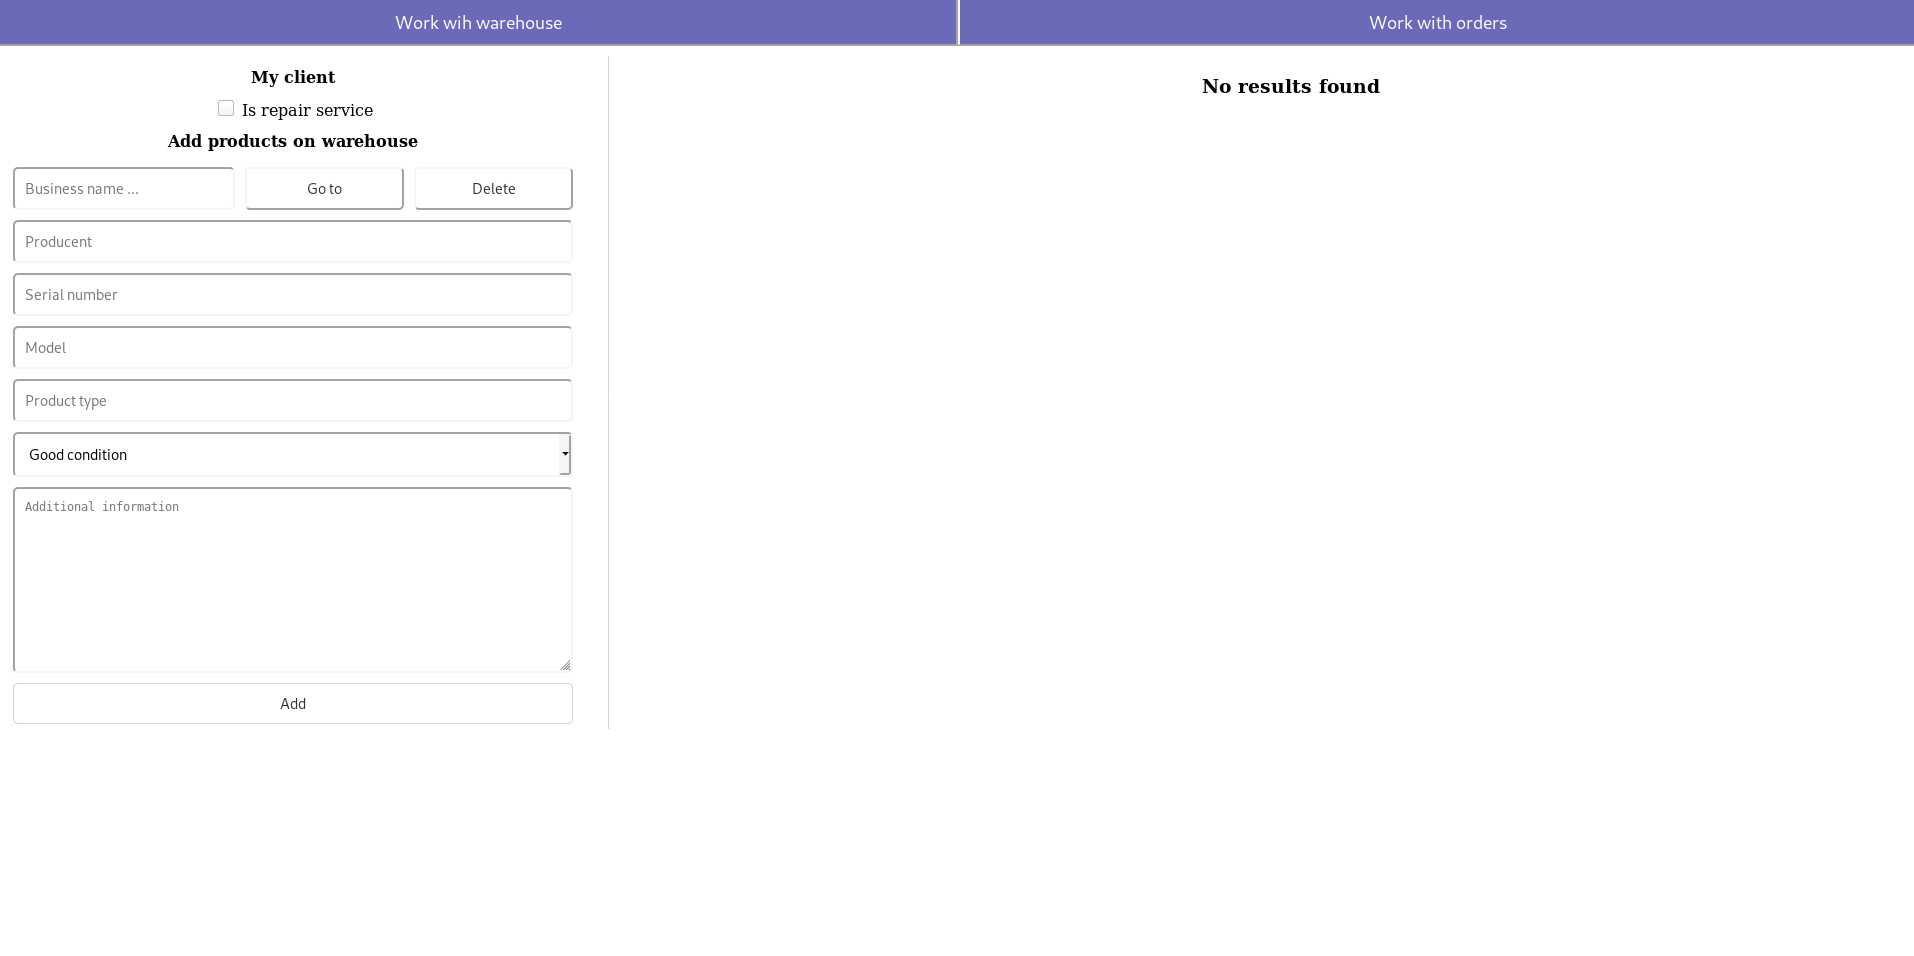 Work wih warehouse
Work with orders
My client
Is repair service
Add products on warehouse
Business name ...
Go to
Delete
Producent
Serial number
Model
Product type
Good condition
Additional information
Add
No results found